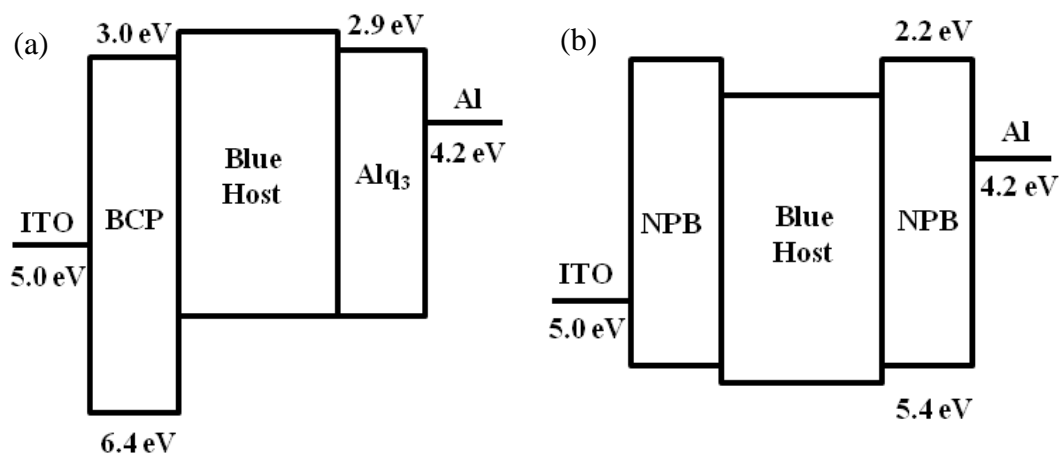 (a)
3.0 eV
2.9 eV
Al
4.2 eV
Blue
Host
Alq₃
ITO
BCP
5.0 eV
6.4 eV
(b)
2.2 eV
Al
4.2 eV
NPB
Blue
Host
NPB
ITO
5.0 eV
5.4 eV